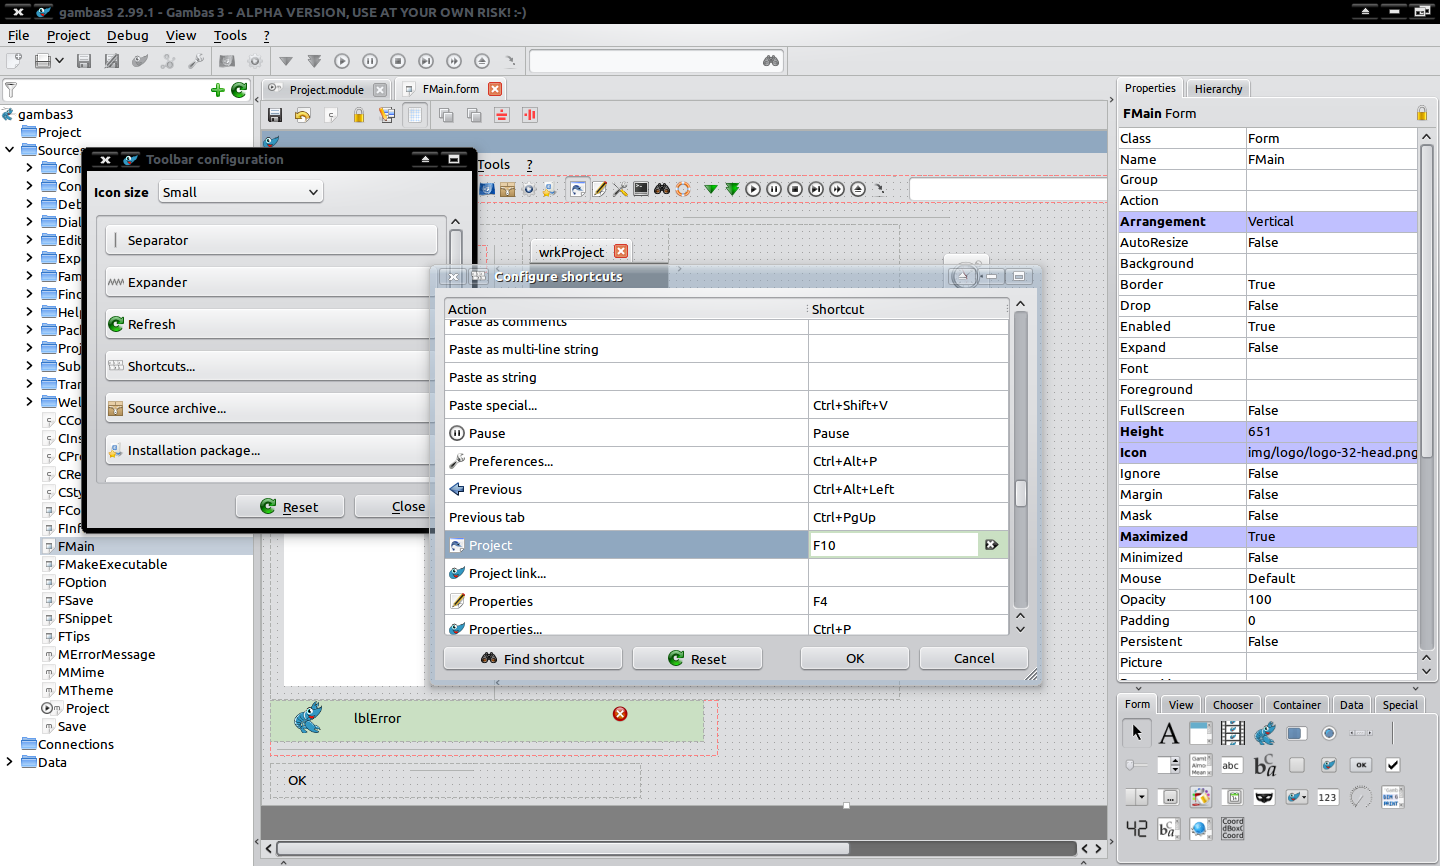 gambas3 2.99.1 - Gambas 3 - ALPHA VERSION, USE AT YOUR OWN RISK! :-)
File Project Debug View Tools ?
Project.module
FMain.form
gambas3
Project
Sources
Toolbar configuration
Icon size Small
Separator
Expander
Refresh
Shortcuts...
Source archive...
Installation package...
Reset
Close
Com
Con
Deb
Dial
Edit
Exp
Fam
Find
Help
Pack
Proj
Sub
Tran
Wel
CCo
CIns
CPro
CRe
CSty
FCo
FInf
FMain
FMakeExecutable
FOption
FSave
FSnippet
FTips
MErrorMessage
MMime
MTheme
Project
Save
Connections
Data
Tools ?
wrkProject
Configure shortcuts
Action Shortcut
Paste as comments
Paste as multi-line string
Paste as string
Paste special... Ctrl+Shift+V
Pause Pause
Preferences... Ctrl+Alt+P
Previous Ctrl+Alt+Left
Previous tab Ctrl+PgUp
Project F10
Project link...
Properties F4
Properties... Ctrl+P
Find shortcut
Reset
OK
Cancel
lblError
OK
Properties Hierarchy
FMain Form
Class Form
Name FMain
Group
Action
Arrangement Vertical
AutoResize False
Background
Border True
Drop False
Enabled True
Expand False
Font
Foreground
FullScreen False
Height 651
Icon img/logo/logo-32-head.png
Ignore False
Margin False
Mask False
Maximized True
Minimized False
Mouse Default
Opacity 100
Padding 0
Persistent False
Picture
Form View Chooser Container Data Special
A
abc
OK
123
42